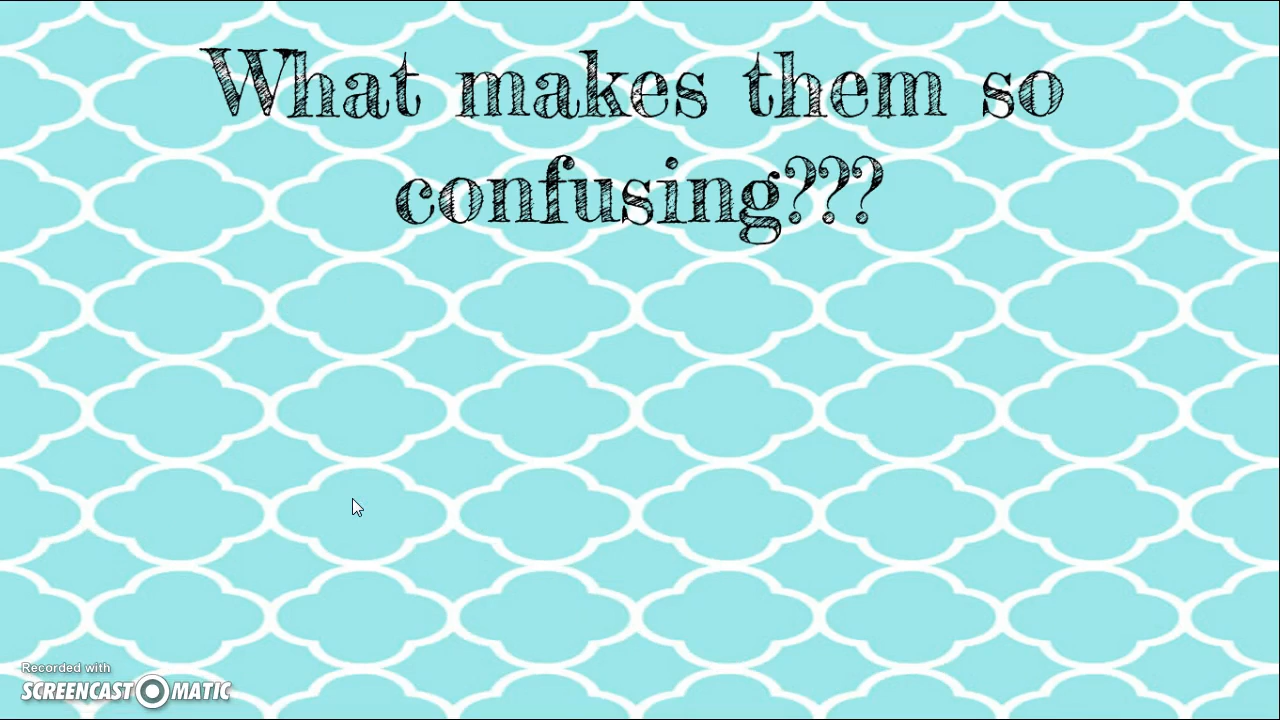 What makes them so
confusing???
Recorded with
SCREENCAST MATIC